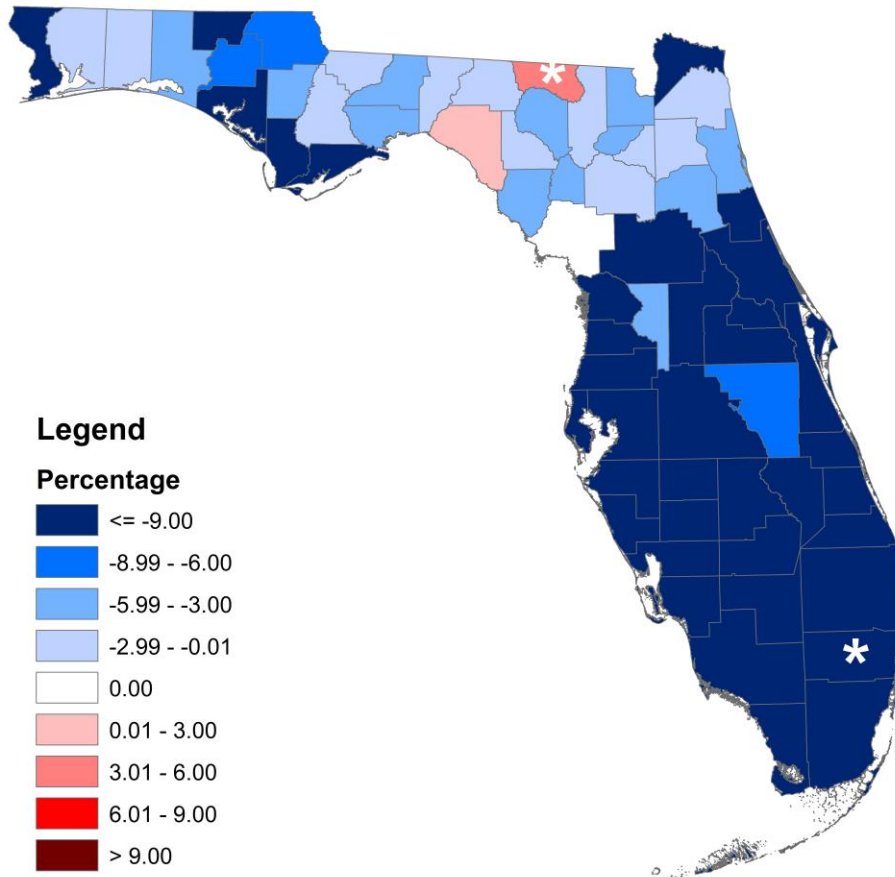 *
*
Legend
Percentage
<= -9.00
-8.99 - -6.00
-5.99 - -3.00
-2.99 - -0.01
0.00
0.01 - 3.00
3.01 - 6.00
6.01 - 9.00
> 9.00